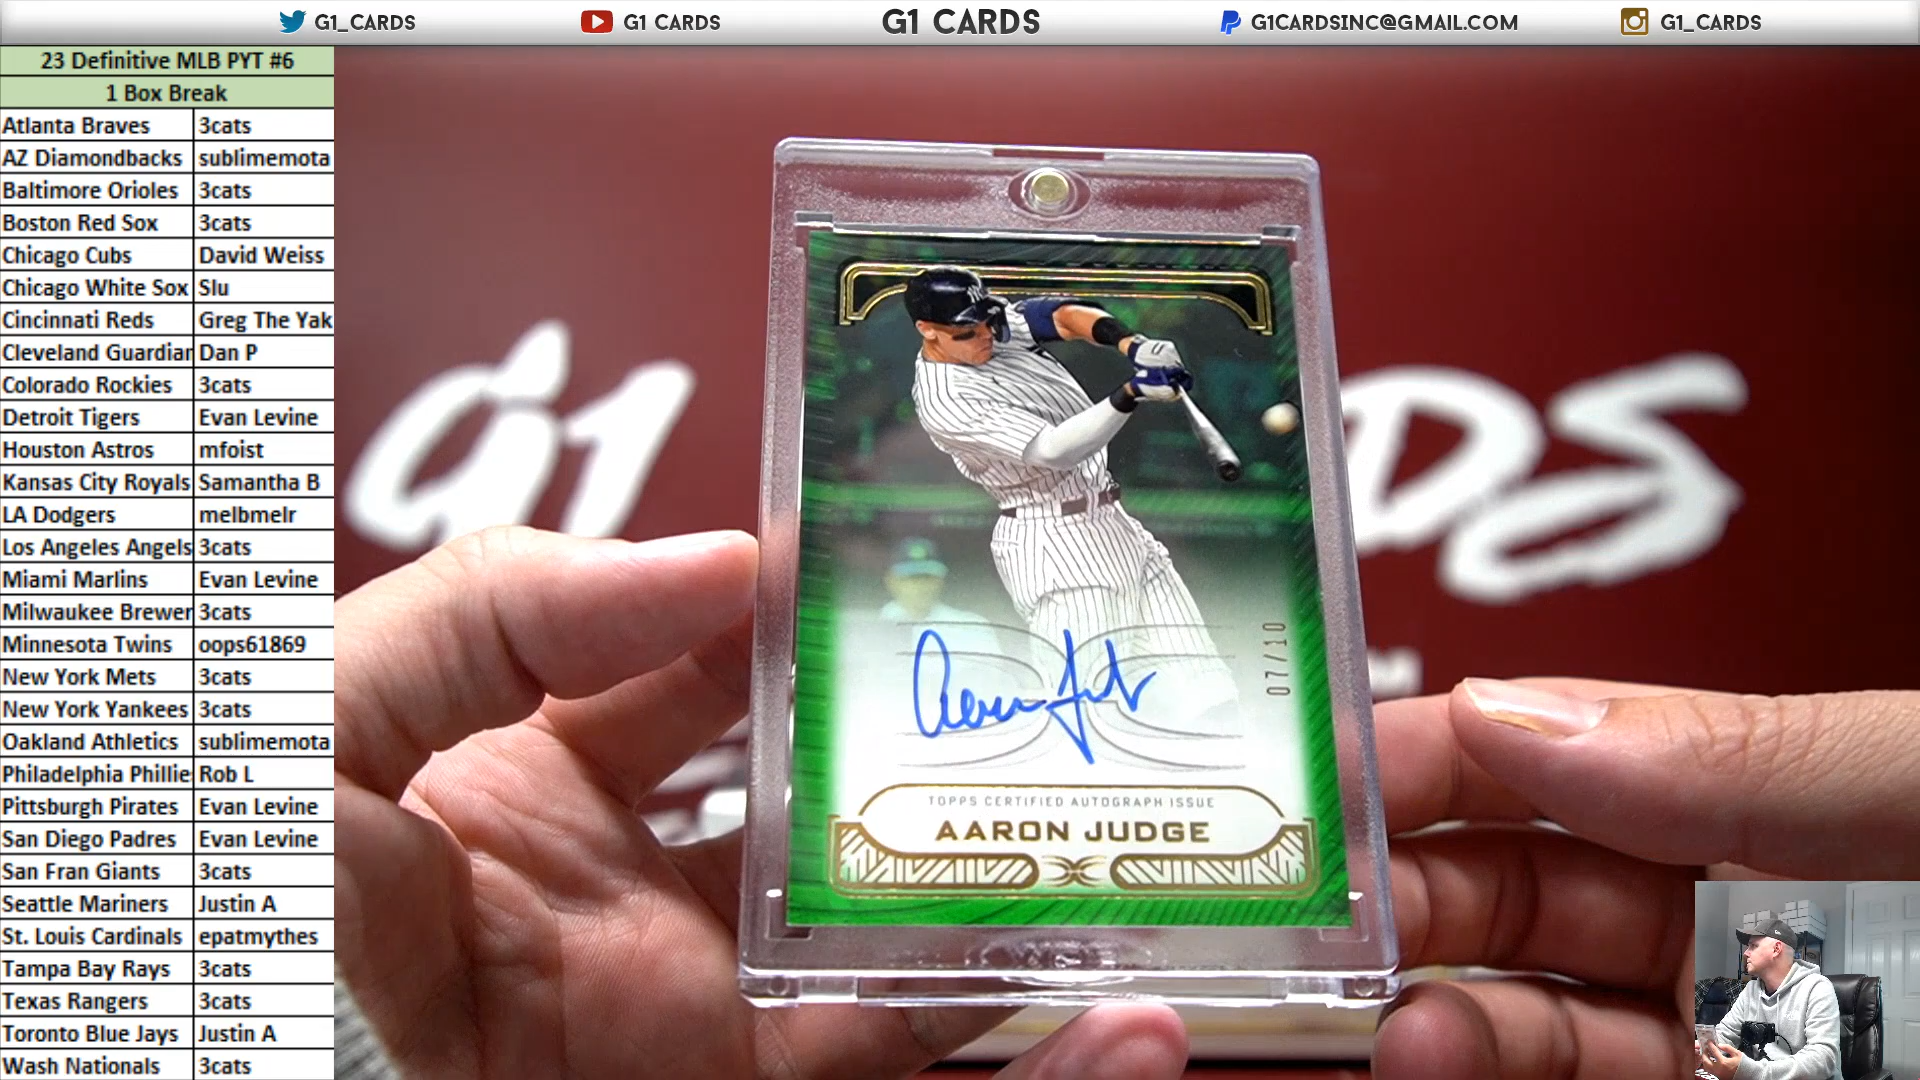 G1_CARDS
G1 CARDS
G1 CARDS
G1CARDSINC@GMAIL.COM
G1_CARDS
23 Definitive MLB PYT #6
1 Box Break
Atlanta Braves 3cats
AZ Diamondbacks sublimemota
Baltimore Orioles 3cats
Boston Red Sox 3cats
Chicago Cubs David Weiss
Chicago White Sox Slu
Cincinnati Reds Greg The Yak
Cleveland Guardian Dan P
Colorado Rockies 3cats
Detroit Tigers Evan Levine
Houston Astros mfoist
Kansas City Royals Samantha B
LA Dodgers melbmelr
Los Angeles Angels 3cats
Miami Marlins Evan Levine
Milwaukee Brewer 3cats
Minnesota Twins oops61869
New York Mets 3cats
New York Yankees 3cats
Oakland Athletics sublimemota
Philadelphia Phillie Rob L
Pittsburgh Pirates Evan Levine
San Diego Padres Evan Levine
San Fran Giants 3cats
Seattle Mariners Justin A
St. Louis Cardinals epatmythes
Tampa Bay Rays 3cats
Texas Rangers 3cats
Toronto Blue Jays Justin A
Wash Nationals 3cats
G1
DS
NY
07/10
TOPPS CERTIFIED AUTOGRAPH ISSUE
AARON JUDGE